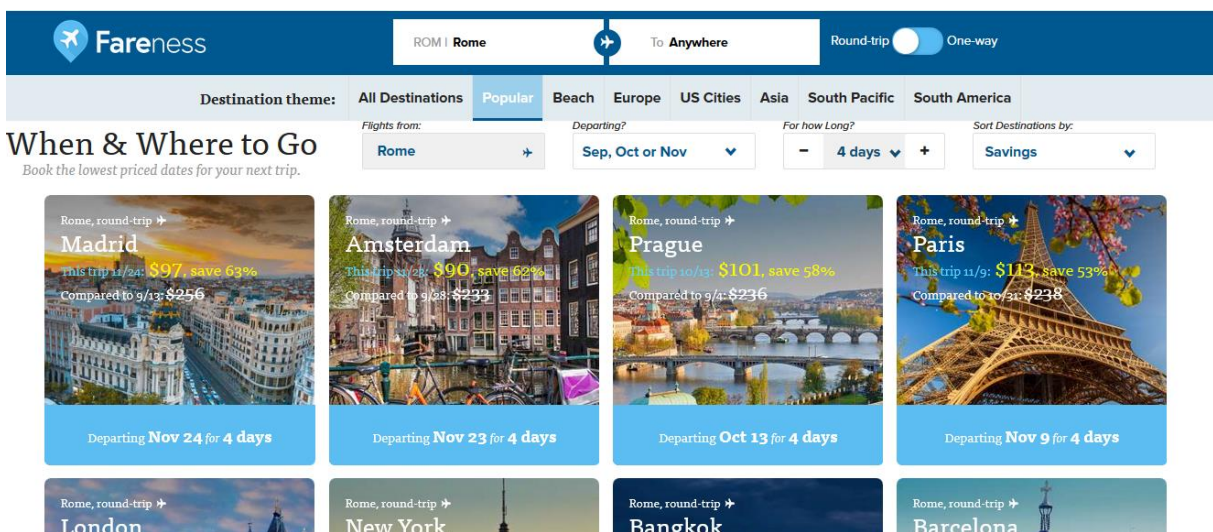 Fareness
ROM | Rome
To Anywhere
Round-trip
One-way
Destination theme:
All Destinations
Popular
Beach
Europe
US Cities
Asia
South Pacific
South America
When & Where to Go
Book the lowest priced dates for your next trip.
Flights from:
Rome
Departing?
Sep, Oct or Nov
For how Long?
- 4 days +
Sort Destinations by:
Savings
Rome, round-trip
Madrid
This trip 11/24: $97, save 63%
Compared to 9/13: $256
Departing Nov 24 for 4 days
Rome, round-trip
Amsterdam
This trip 11/23: $90, save 62%
Compared to 9/28: $233
Departing Nov 23 for 4 days
Rome, round-trip
Prague
This trip 10/13: $101, save 58%
Compared to 9/4: $236
Departing Oct 13 for 4 days
Rome, round-trip
Paris
This trip 11/9: $113, save 53%
Compared to 10/31: $238
Departing Nov 9 for 4 days
Rome, round-trip
London
Rome, round-trip
New York
Rome, round-trip
Bangkok
Rome, round-trip
Barcelona